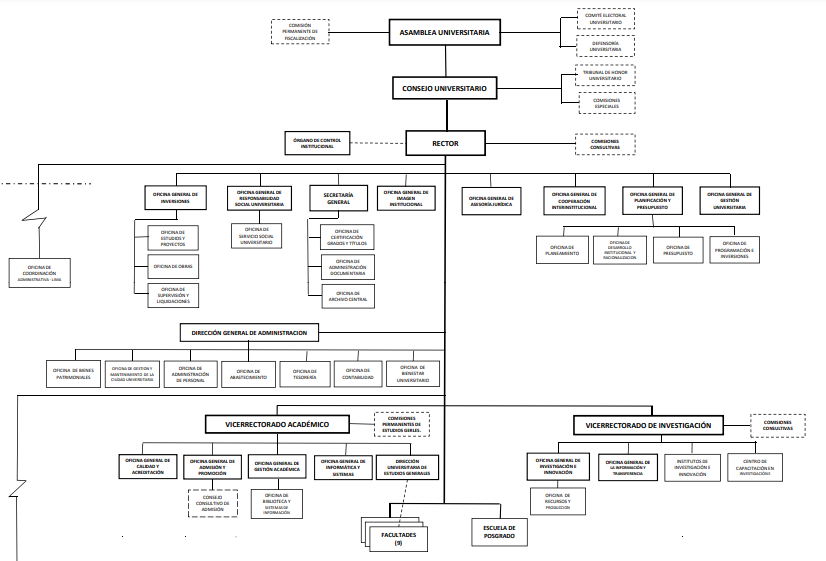 COMISIÓN
PERMANENTE DE
FISCALIZACIÓN
ASAMBLEA UNIVERSITARIA
COMITÉ ELECTORAL
UNIVERSITARIO
DEFENSORÍA
UNIVERSITARIA
CONSEJO UNIVERSITARIO
TRIBUNAL DE HONOR
UNIVERSITARIO
COMISIONES
ESPECIALES
ÓRGANO DE CONTROL
INSTITUCIONAL
RECTOR
COMISIONES
CONSULTIVAS
OFICINA GENERAL DE
INVERSIONES
OFICINA GENERAL DE
RESPONSABILIDAD
SOCIAL UNIVERSITARIA
SECRETARÍA
GENERAL
OFICINA GENERAL DE
IMAGEN
INSTITUCIONAL
OFICINA GENERAL DE
ASESORÍA JURÍDICA
OFICINA GENERAL DE
COOPERACIÓN
INTERINSTITUCIONAL
OFICINA GENERAL DE
PLANIFICACIÓN Y
PRESUPUESTO
OFICINA GENERAL DE
GESTIÓN
UNIVERSITARIA
OFICINA DE
ESTUDIOS Y
PROYECTOS
OFICINA DE OBRAS
OFICINA DE
SUPERVISIÓN Y
LIQUIDACIONES
OFICINA DE
SERVICIO SOCIAL
UNIVERSITARIO
OFICINA DE
CERTIFICACIÓN
GRADOS Y TÍTULOS
OFICINA DE
ADMINISTRACIÓN
DOCUMENTARIA
OFICINA DE
ARCHIVO CENTRAL
OFICINA DE
PLANEAMIENTO
OFICINA DE
DESARROLLO
INSTITUCIONAL Y
RACIONALIZACION
OFICINA DE
PRESUPUESTO
OFICINA DE
PROGRAMACIÓN E
INVERSIONES
OFICINA DE
COORDINACIÓN
ADMINISTRATIVA - LIMA
DIRECCIÓN GENERAL DE ADMINISTRACION
OFICINA DE BIENES
PATRIMONIALES
OFICINA DE GESTIÓN Y
MANTENIMIENTO DE LA
CIUDAD UNIVERSITARIA
OFICINA DE
ADMINISTRACIÓN
DE PERSONAL
OFICINA DE
ABASTECIMIENTO
OFICINA DE
TESORERÍA
OFICINA DE
CONTABILIDAD
OFICINA DE
BIENESTAR
UNIVERSITARIO
VICERRECTORADO ACADÉMICO
COMISIONES
PERMANENTES DE
ESTUDIOS GERLES.
VICERRECTORADO DE INVESTIGACIÓN
COMISIONES
CONSULTIVAS
OFICINA GENERAL DE
CALIDAD Y
ACREDITACIÓN
OFICINA GENERAL DE
ADMISIÓN Y
PROMOCIÓN
OFICINA GENERAL DE
GESTIÓN ACADÉMICA
OFICINA GENERAL DE
INFORMÁTICA Y
SISTEMAS
DIRECCIÓN
UNIVERSITARIA DE
ESTUDIOS GENERALES
CONSEJO
CONSULTIVO DE
ADMISIÓN
OFICINA DE
BIBLIOTECA Y
SISTEMAS DE
INFORMACIÓN
OFICINA GENERAL DE
INVESTIGACIÓN E
INNOVACIÓN
OFICINA GENERAL DE
LA INFORMACIÓN Y
TRANSFERENCIA
INSTITUTOS DE
INVESTIGACIÓN E
INNOVACIÓN
CENTRO DE
CAPACITACIÓN EN
INVESTIGACIÓN E
OFICINA DE
RECURSOS Y
PRODUCCION
FACULTADES
(9)
ESCUELA DE
POSGRADO